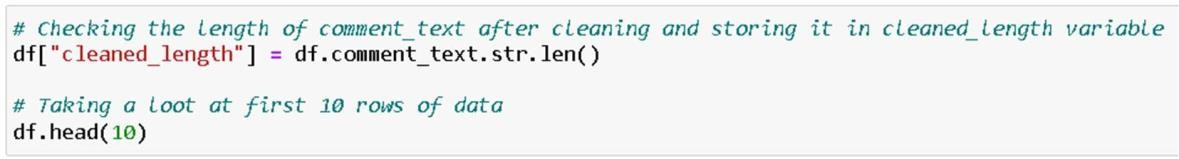 # Checking the length of comment_text after cleaning and storing it in cleaned_length variable
df["cleaned_length"] = df.comment_text.str.len()
# Taking a loot at first 10 rows of data
df.head(10)